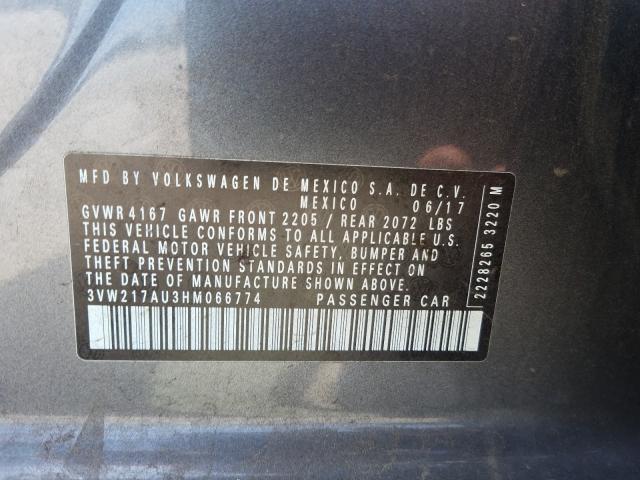 MFD BY VOLKSWAGEN DE MEXICO S.A. DE C.V.
MEXICO 06/17
GVWR 4167 GAWR FRONT 2205 / REAR 2072 LBS
THIS VEHICLE CONFORMS TO ALL APPLICABLE U.S.
FEDERAL MOTOR VEHICLE SAFETY, BUMPER AND
THEFT PREVENTION STANDARDS IN EFFECT ON
THE DATE OF MANUFACTURE SHOWN ABOVE.
3VW217AU3HM066774 PASSENGER CAR
2228265 3220 M